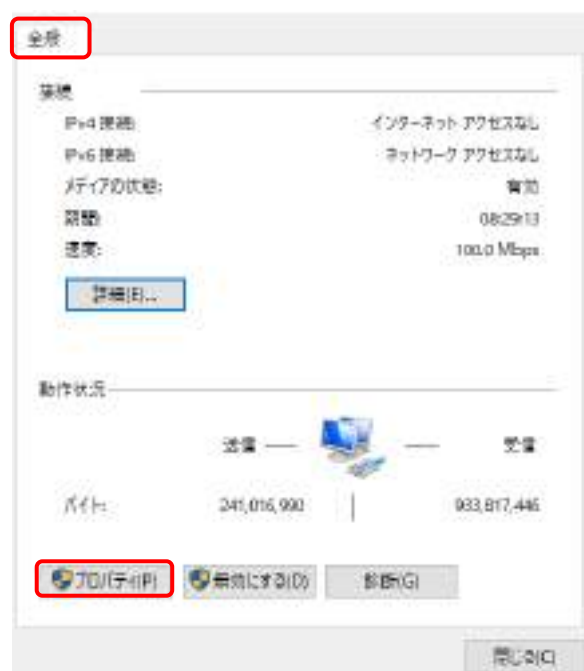 全般
接続
IPv4 接続: インターネット アクセスなし
IPv6 接続: ネットワーク アクセスなし
メディアの状態: 有効
期間: 08:29:13
速度: 100.0 Mbps
詳細(E)...
動作状況
送信 — — 受信
バイト: 241,016,990 | 933,817,446
プロパティ(P) 無効にする(D) 診断(G)
閉じる(C)